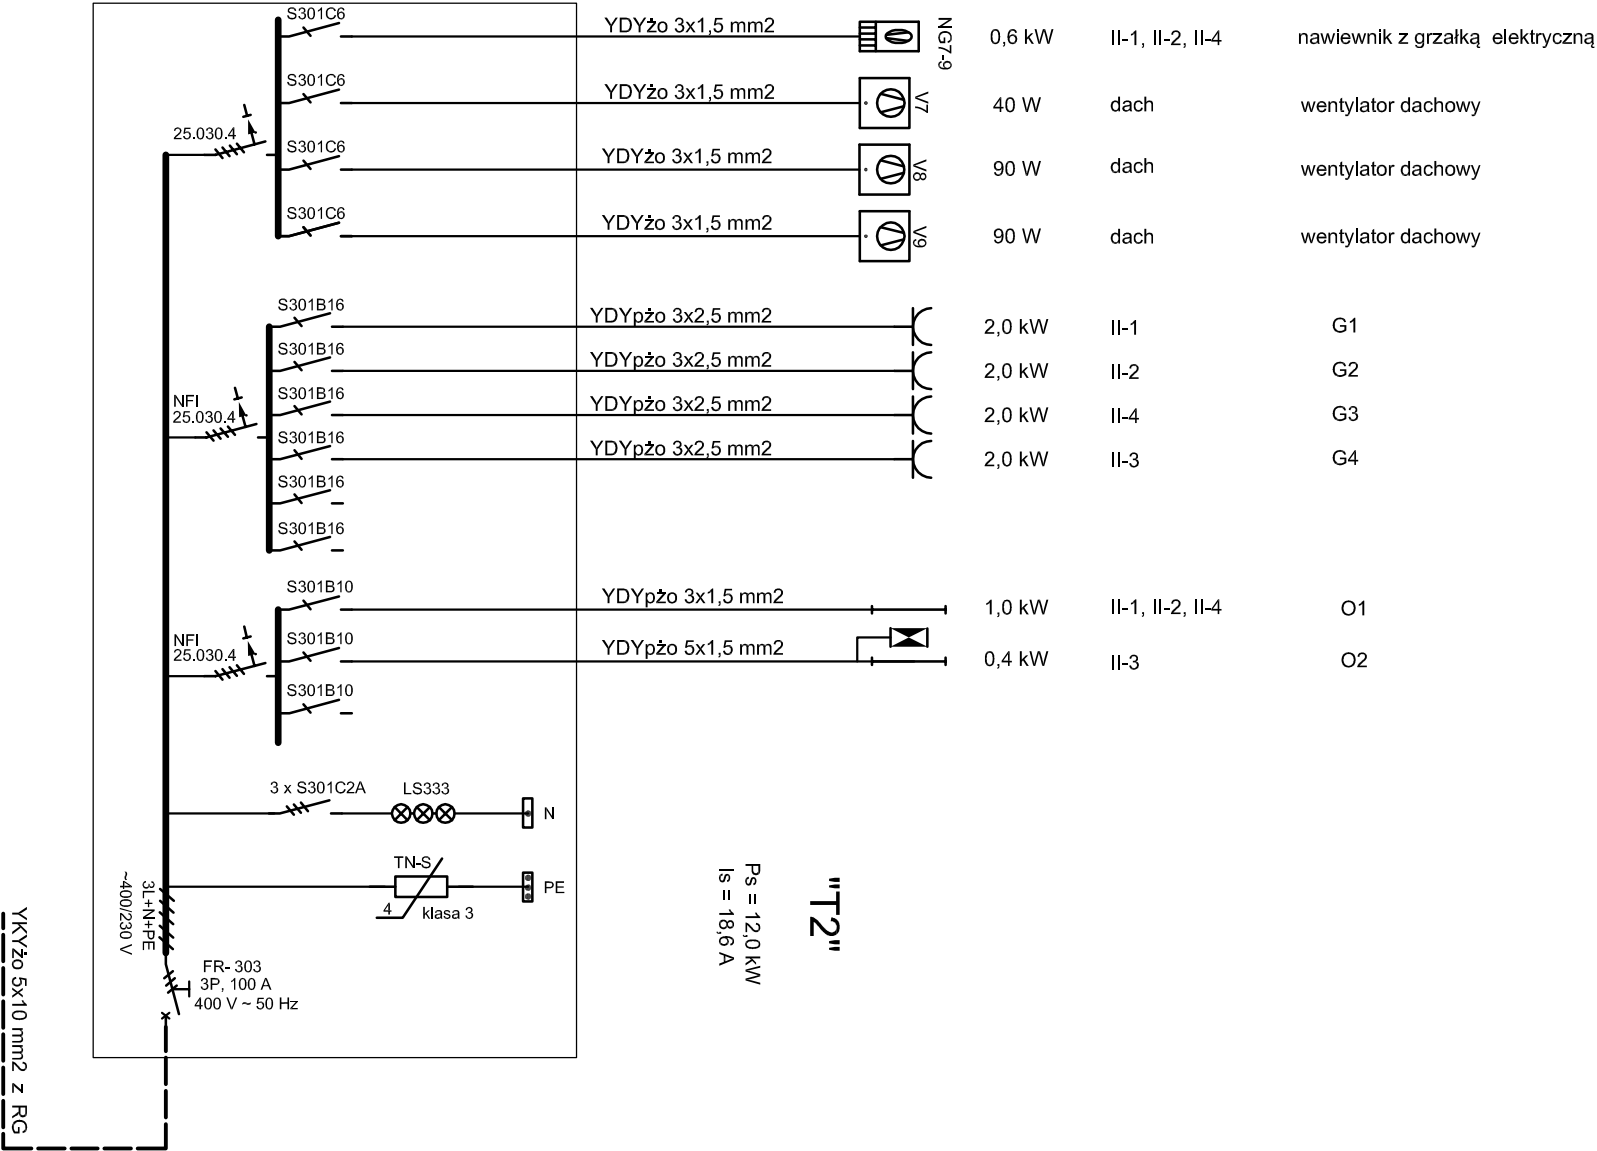 S301C6
YDYżo 3x1,5 mm2
NG7-9
0,6 kW
II-1, II-2, II-4
nawiewnik z grzałką elektryczną
S301C6
YDYżo 3x1,5 mm2
V7
40 W
dach
wentylator dachowy
25.030.4
S301C6
YDYżo 3x1,5 mm2
V8
90 W
dach
wentylator dachowy
S301C6
YDYżo 3x1,5 mm2
V9
90 W
dach
wentylator dachowy
S301B16
YDYpżo 3x2,5 mm2
2,0 kW
II-1
G1
S301B16
YDYpżo 3x2,5 mm2
2,0 kW
II-2
G2
NFI
25.030.4
S301B16
YDYpżo 3x2,5 mm2
2,0 kW
II-4
G3
S301B16
YDYpżo 3x2,5 mm2
2,0 kW
II-3
G4
S301B16
S301B16
S301B10
YDYpżo 3x1,5 mm2
1,0 kW
II-1, II-2, II-4
O1
NFI
25.030.4
S301B10
YDYpżo 5x1,5 mm2
0,4 kW
II-3
O2
S301B10
3 x S301C2A
LS333
N
TN-S
4
klasa 3
PE
3L+N+PE
~400/230 V
FR- 303
3P, 100 A
400 V ~ 50 Hz
"T2"
Ps = 12,0 kW
Is = 18,6 A
YKYżo 5x10 mm2 z RG